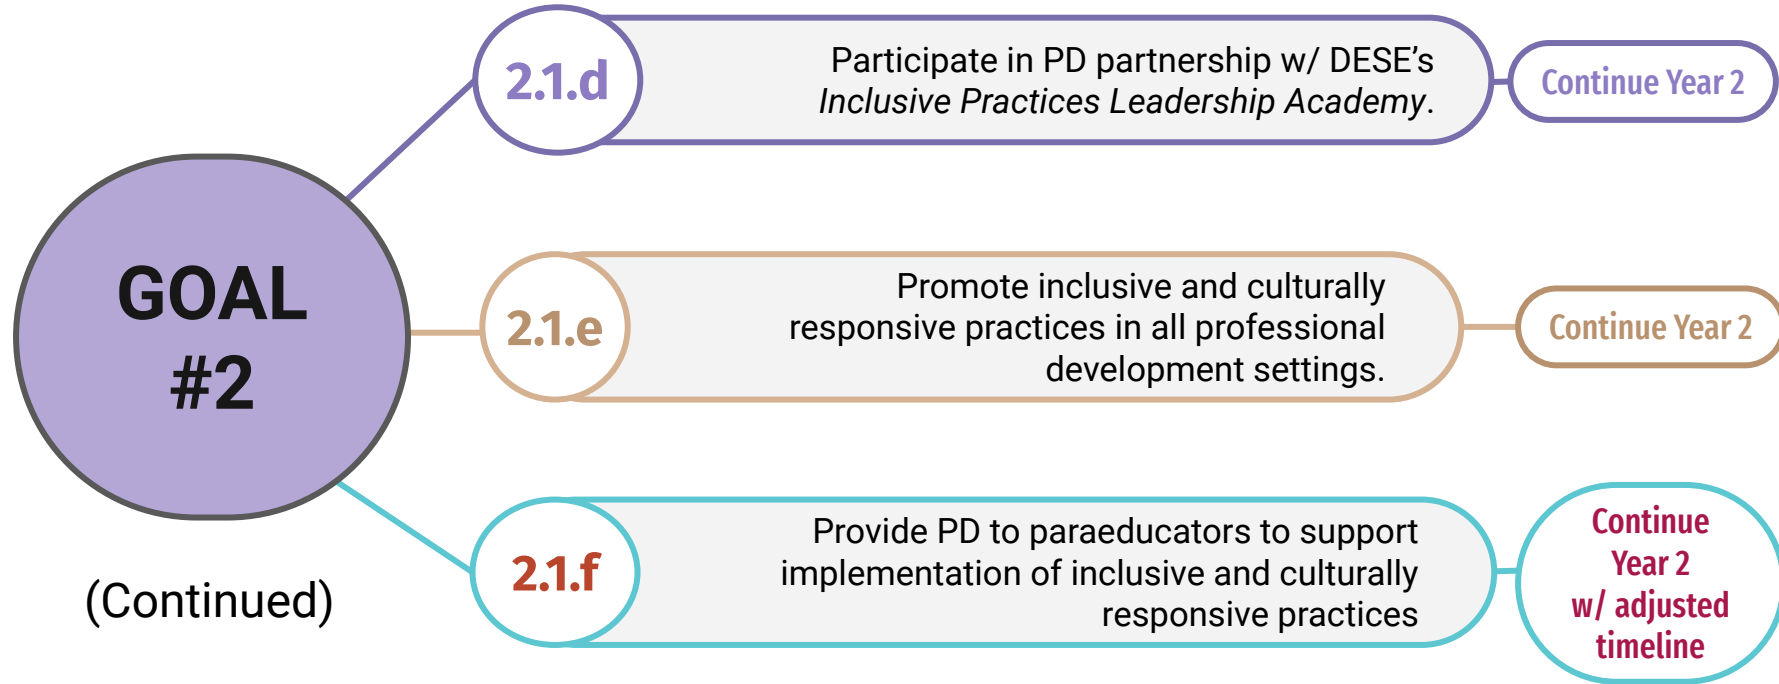 GOAL
#2
(Continued)
2.1.d
Participate in PD partnership w/ DESE's
Inclusive Practices Leadership Academy.
Continue Year 2
2.1.e
Promote inclusive and culturally
responsive practices in all professional
development settings.
Continue Year 2
2.1.f
Provide PD to paraeducators to support
implementation of inclusive and culturally
responsive practices
Continue
Year 2
w/ adjusted
timeline